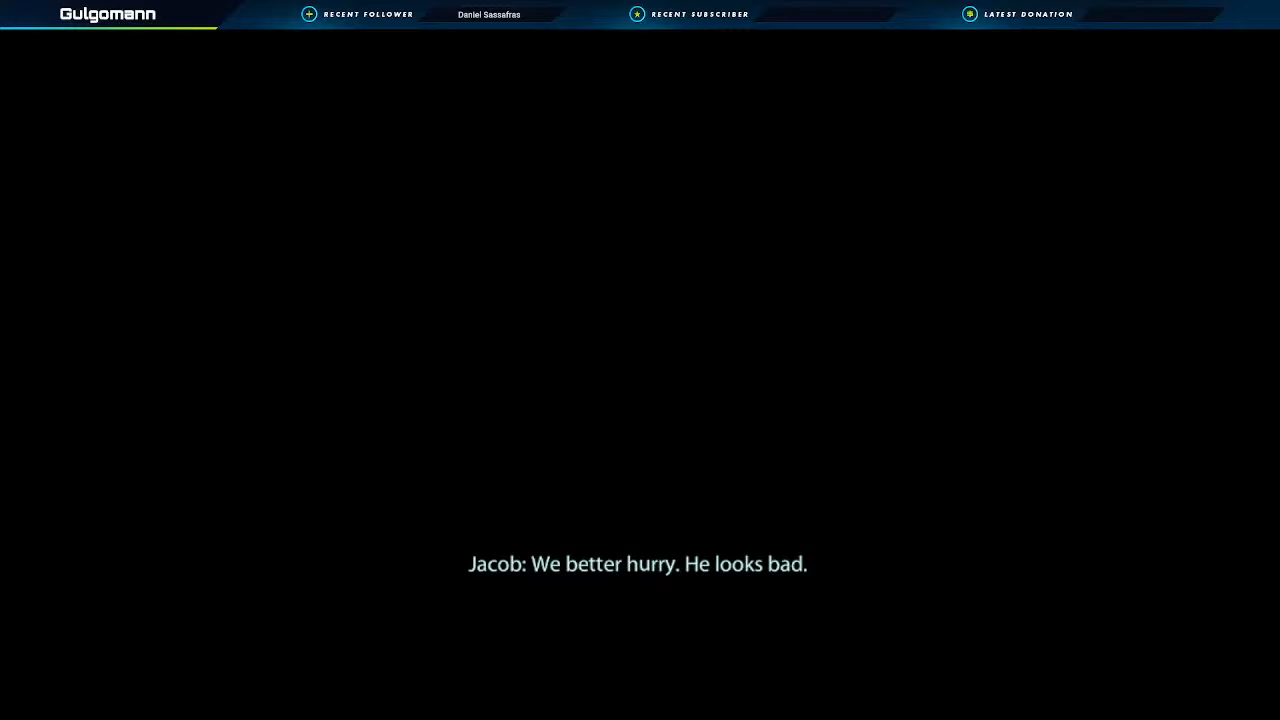 Gulgomann
RECENT FOLLOWER
Daniel Sassafras
RECENT SUBSCRIBER
LATEST DONATION
Jacob: We better hurry. He looks bad.